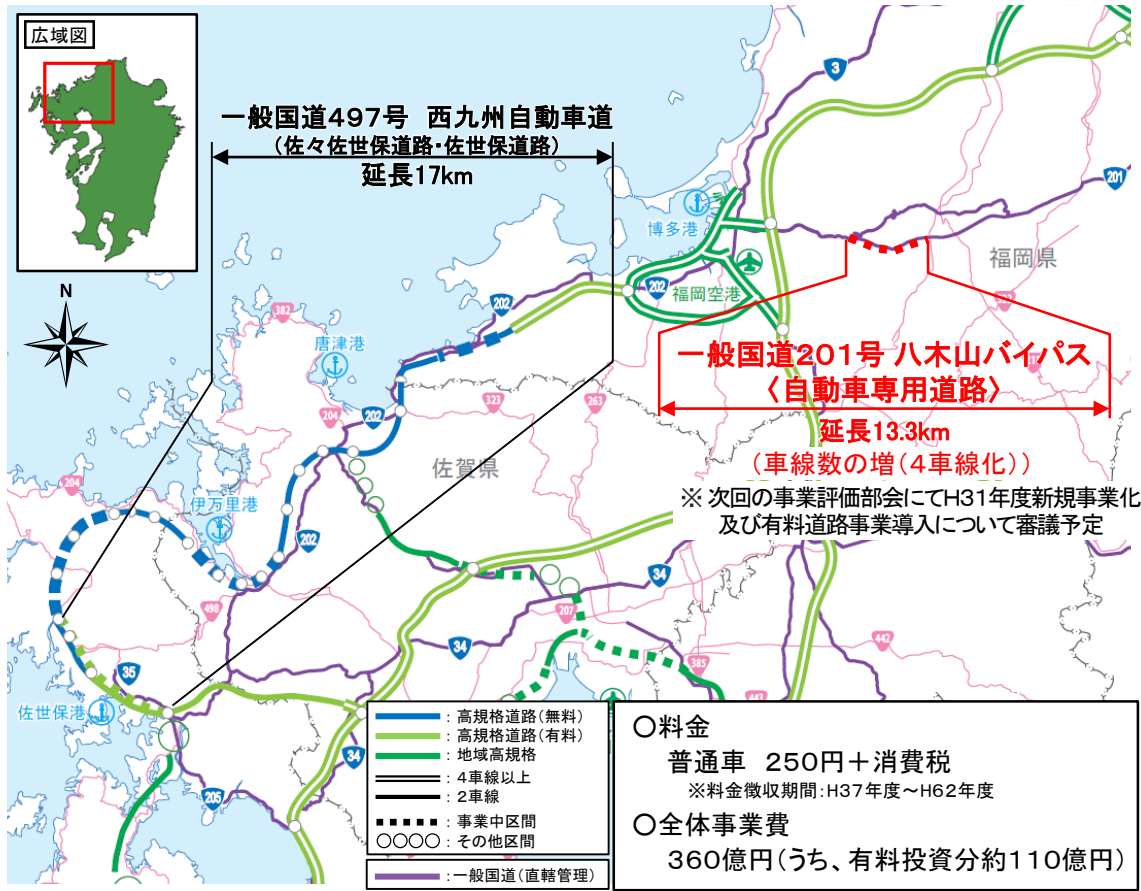 広域図
一般国道497号 西九州自動車道
(佐々佐世保道路・佐世保道路)
延長17km
3
201
博多港
福岡県
202
福岡空港
N
382
202
唐津港
一般国道201号 八木山バイパス
〈自動車専用道路〉
延長13.3km
(車線数の増(4車線化))
※ 次回の事業評価部会にてH31年度新規事業化
及び有料道路事業導入について審議予定
204
202
323
263
佐賀県
204
伊万里港
202
34
498
207
34
442
385
35
佐世保港
34
205
:高規格道路(無料)
:高規格道路(有料)
:地域高規格
:4車線以上
:2車線
:事業中区間
:その他区間
:一般国道(直轄管理)
○料金
普通車 250円+消費税
※料金徴収期間:H37年度~H62年度
○全体事業費
360億円(うち、有料投資分約110億円)